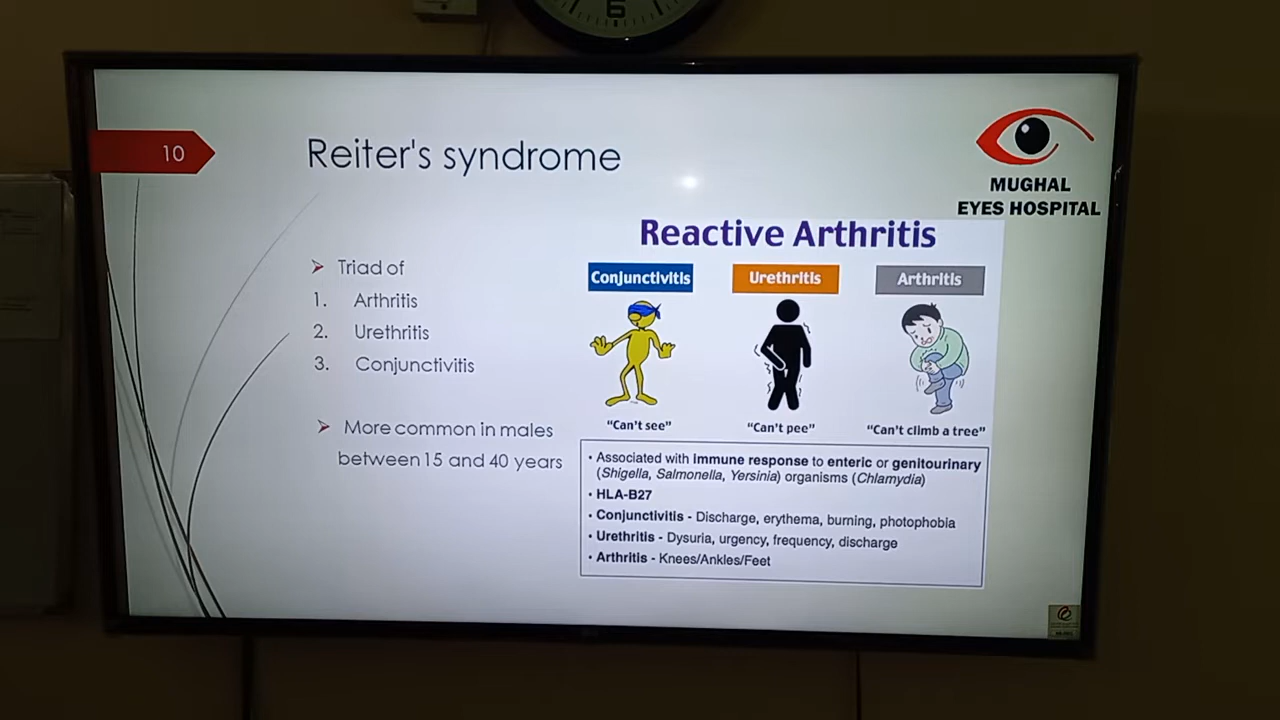 6
10
Reiter's syndrome
MUGHAL
EYES HOSPITAL
Triad of
1. Arthritis
2. Urethritis
3. Conjunctivitis
More common in males
between 15 and 40 years
Reactive Arthritis
Conjunctivitis
Urethritis
Arthritis
"Can't see"
"Can't pee"
"Can't climb a tree"
• Associated with immune response to enteric or genitourinary
(Shigella, Salmonella, Yersinia) organisms (Chlamydia)
• HLA-B27
• Conjunctivitis - Discharge, erythema, burning, photophobia
• Urethritis - Dysuria, urgency, frequency, discharge
• Arthritis - Knees/Ankles/Feet